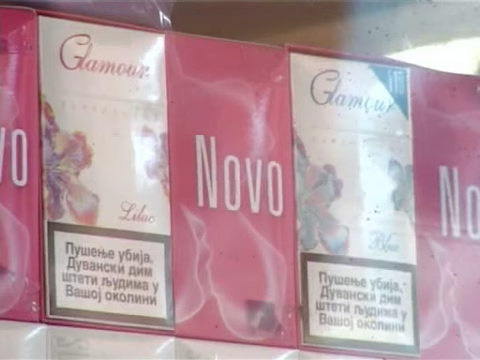 Glamour
Lilac
Пушење убија.
Дувански дим
штети људима у
Вашој околини
Novo
Glamour
Blue
Пушење убија.
Дувански дим
штети људима у
Вашој околини